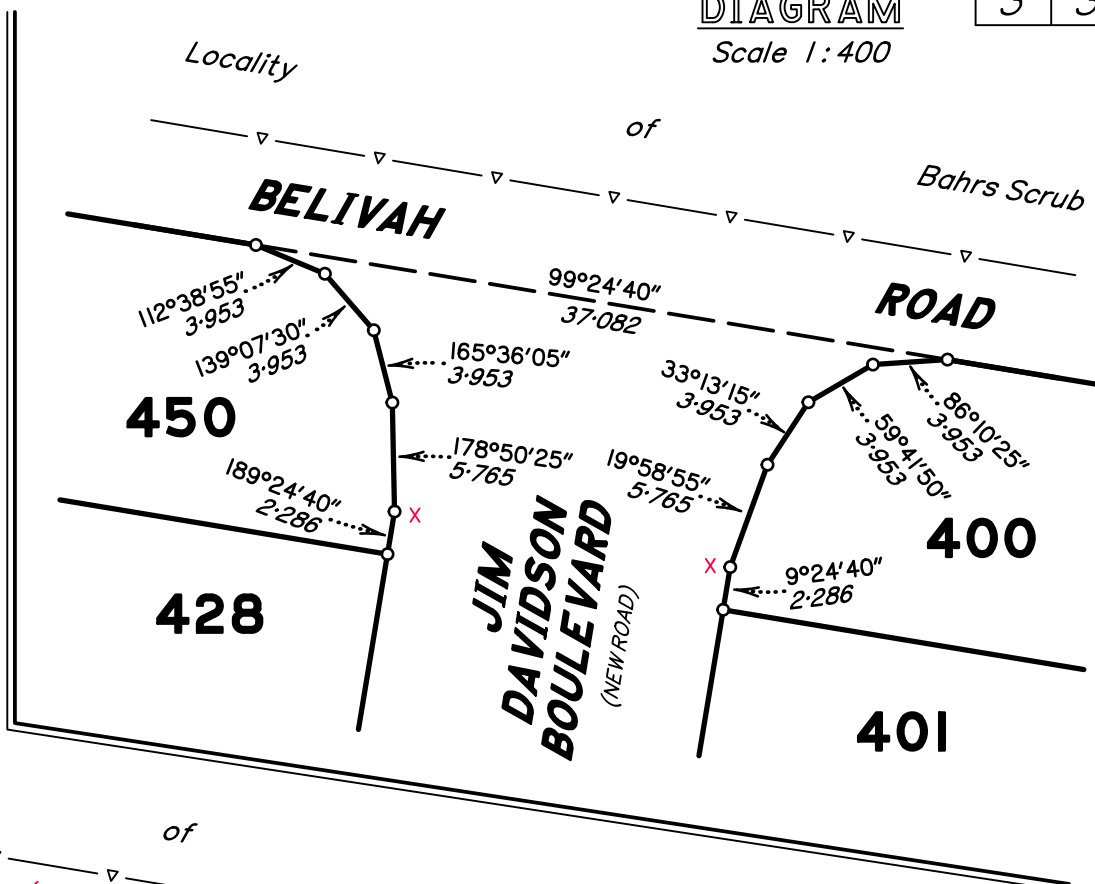 DIAGRAM
Scale 1:400
Locality
of
Bahrs Scrub
BELIVAH
ROAD
99°24'40"
37·082
112°38'55"
3·953
139°07'30"
3·953
165°36'05"
3·953
178°50'25"
5·765
189°24'40"
2·286
33°13'15"
3·953
19°58'55"
5·765
86°10'25"
3·953
59°41'50"
3·953
9°24'40"
2·286
450
400
428
401
x
x
JIM
DAVIDSON
BOULEVARD
(NEW ROAD)
of